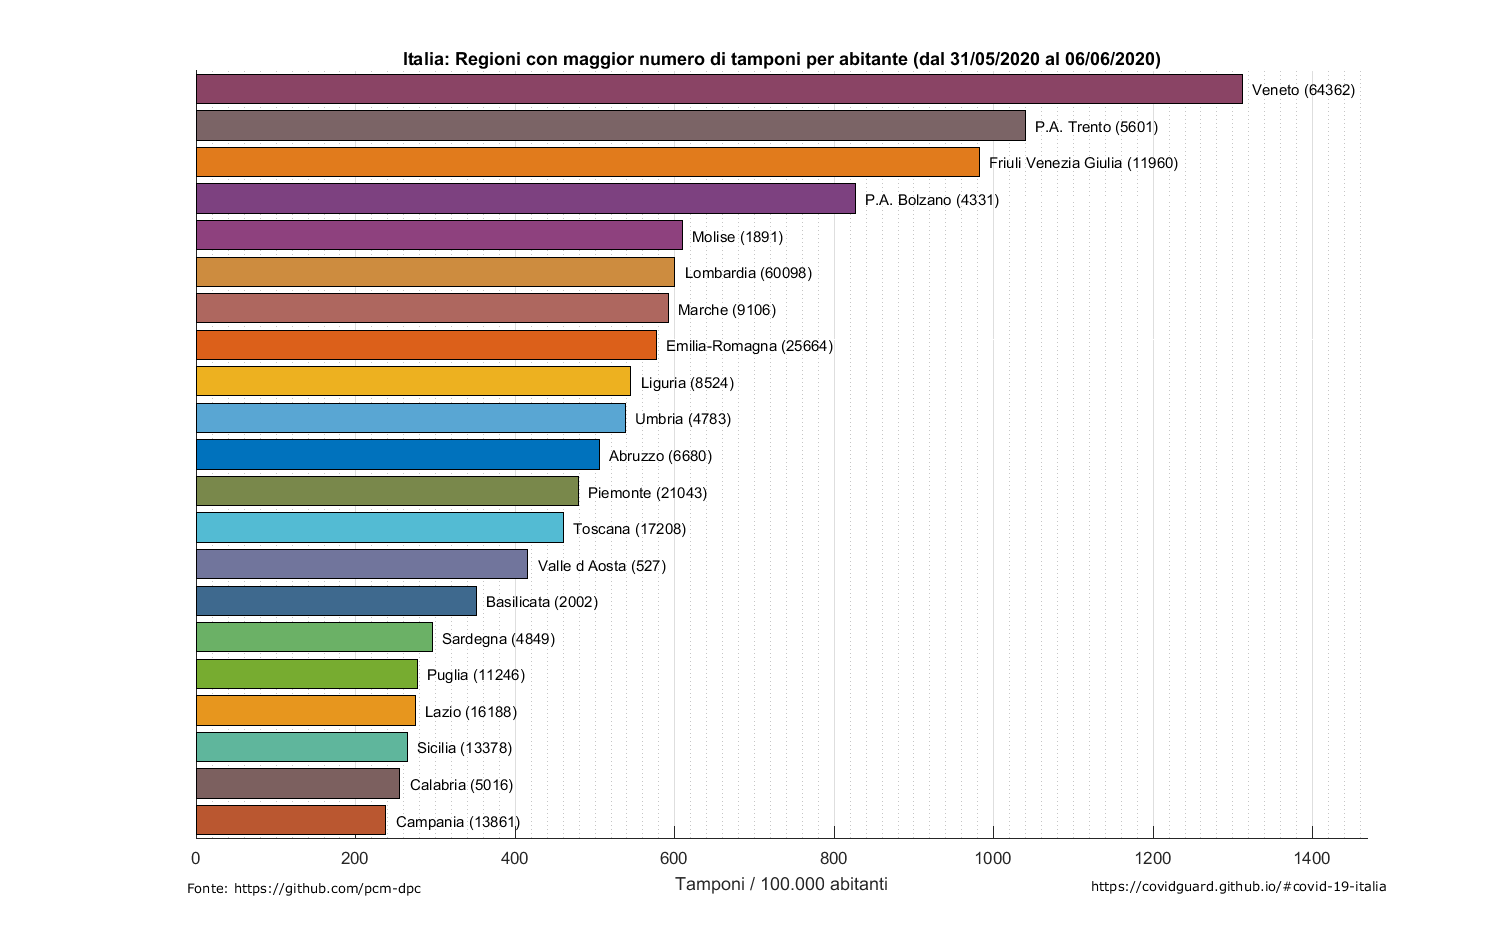 Italia: Regioni con maggior numero di tamponi per abitante (dal 31/05/2020 al 06/06/2020)
Veneto (64362)
P.A. Trento (5601)
Friuli Venezia Giulia (11960)
P.A. Bolzano (4331)
Molise (1891)
Lombardia (60098)
Marche (9106)
Emilia-Romagna (25664)
Liguria (8524)
Umbria (4783)
Abruzzo (6680)
Piemonte (21043)
Toscana (17208)
Valle d Aosta (527)
Basilicata (2002)
Sardegna (4849)
Puglia (11246)
Lazio (16188)
Sicilia (13378)
Calabria (5016)
Campania (13861)
0 200 400 600 800 1000 1200 1400
Tamponi / 100.000 abitanti
Fonte: https://github.com/pcm-dpc
https://covidguard.github.io/#covid-19-italia